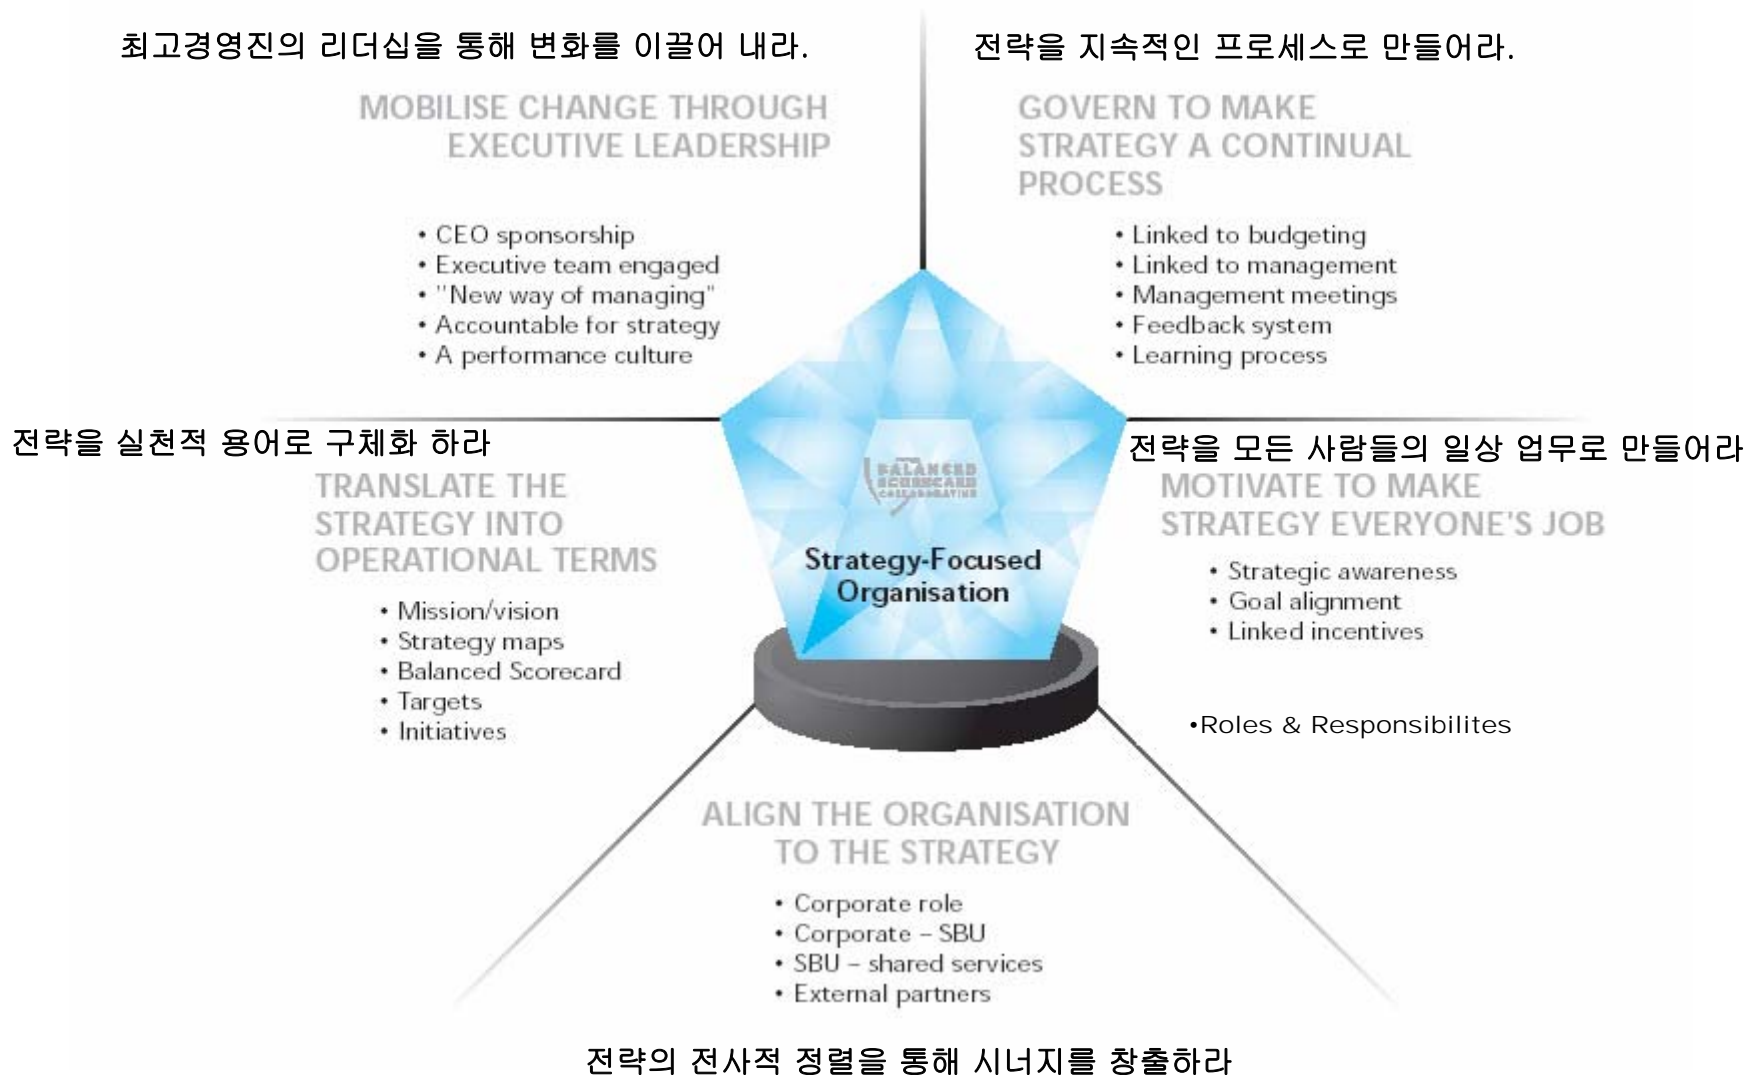 최고경영진의 리더십을 통해 변화를 이끌어 내라.
MOBILISE CHANGE THROUGH
EXECUTIVE LEADERSHIP
• CEO sponsorship
• Executive team engaged
• "New way of managing"
• Accountable for strategy
• A performance culture
전략을 지속적인 프로세스로 만들어라.
GOVERN TO MAKE
STRATEGY A CONTINUAL
PROCESS
• Linked to budgeting
• Linked to management
• Management meetings
• Feedback system
• Learning process
전략을 실천적 용어로 구체화 하라
TRANSLATE THE
STRATEGY INTO
OPERATIONAL TERMS
• Mission/vision
• Strategy maps
• Balanced Scorecard
• Targets
• Initiatives
BALANCED
SCORECARD
COLLABORATIVE
Strategy-Focused
Organisation
전략을 모든 사람들의 일상 업무로 만들어라
MOTIVATE TO MAKE
STRATEGY EVERYONE'S JOB
• Strategic awareness
• Goal alignment
• Linked incentives
•Roles & Responsibilites
ALIGN THE ORGANISATION
TO THE STRATEGY
• Corporate role
• Corporate – SBU
• SBU – shared services
• External partners
전략의 전사적 정렬을 통해 시너지를 창출하라